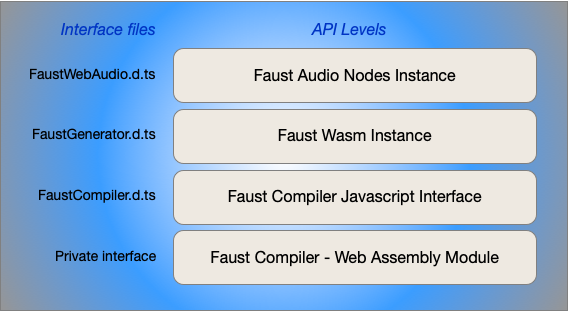 Interface files API Levels
FaustWebAudio.d.ts Faust Audio Nodes Instance
FaustGenerator.d.ts Faust Wasm Instance
FaustCompiler.d.ts Faust Compiler Javascript Interface
Private interface Faust Compiler - Web Assembly Module